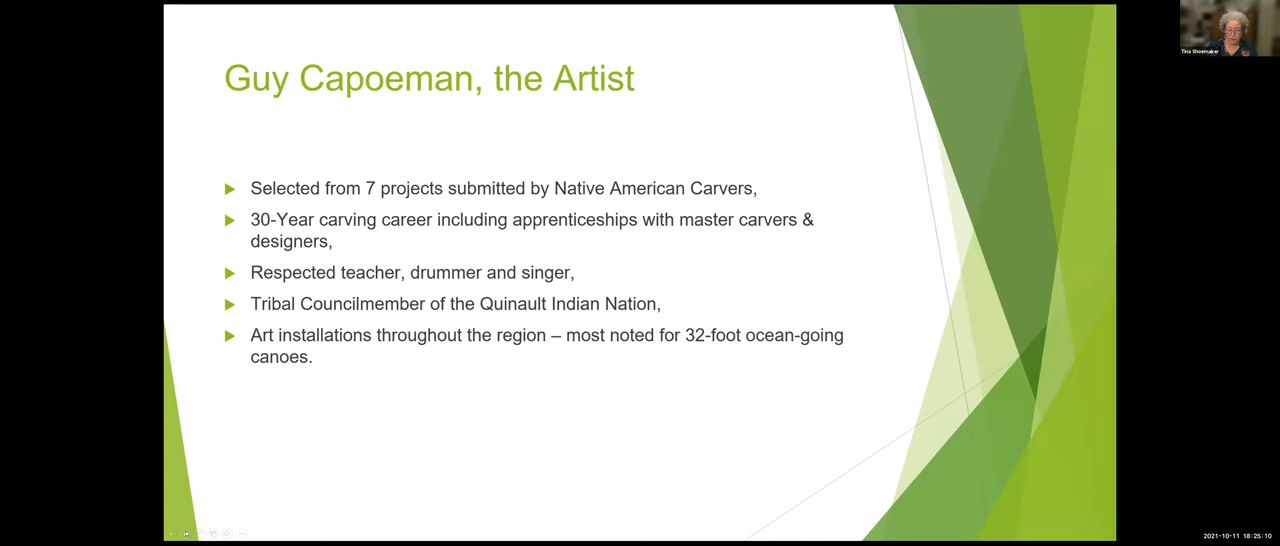 Guy Capoeman, the Artist
Selected from 7 projects submitted by Native American Carvers,
30-Year carving career including apprenticeships with master carvers &
designers,
Respected teacher, drummer and singer,
Tribal Councilmember of the Quinault Indian Nation,
Art installations throughout the region – most noted for 32-foot ocean-going
canoes.
Tina Shoemaker
2021-10-11 18:25:10